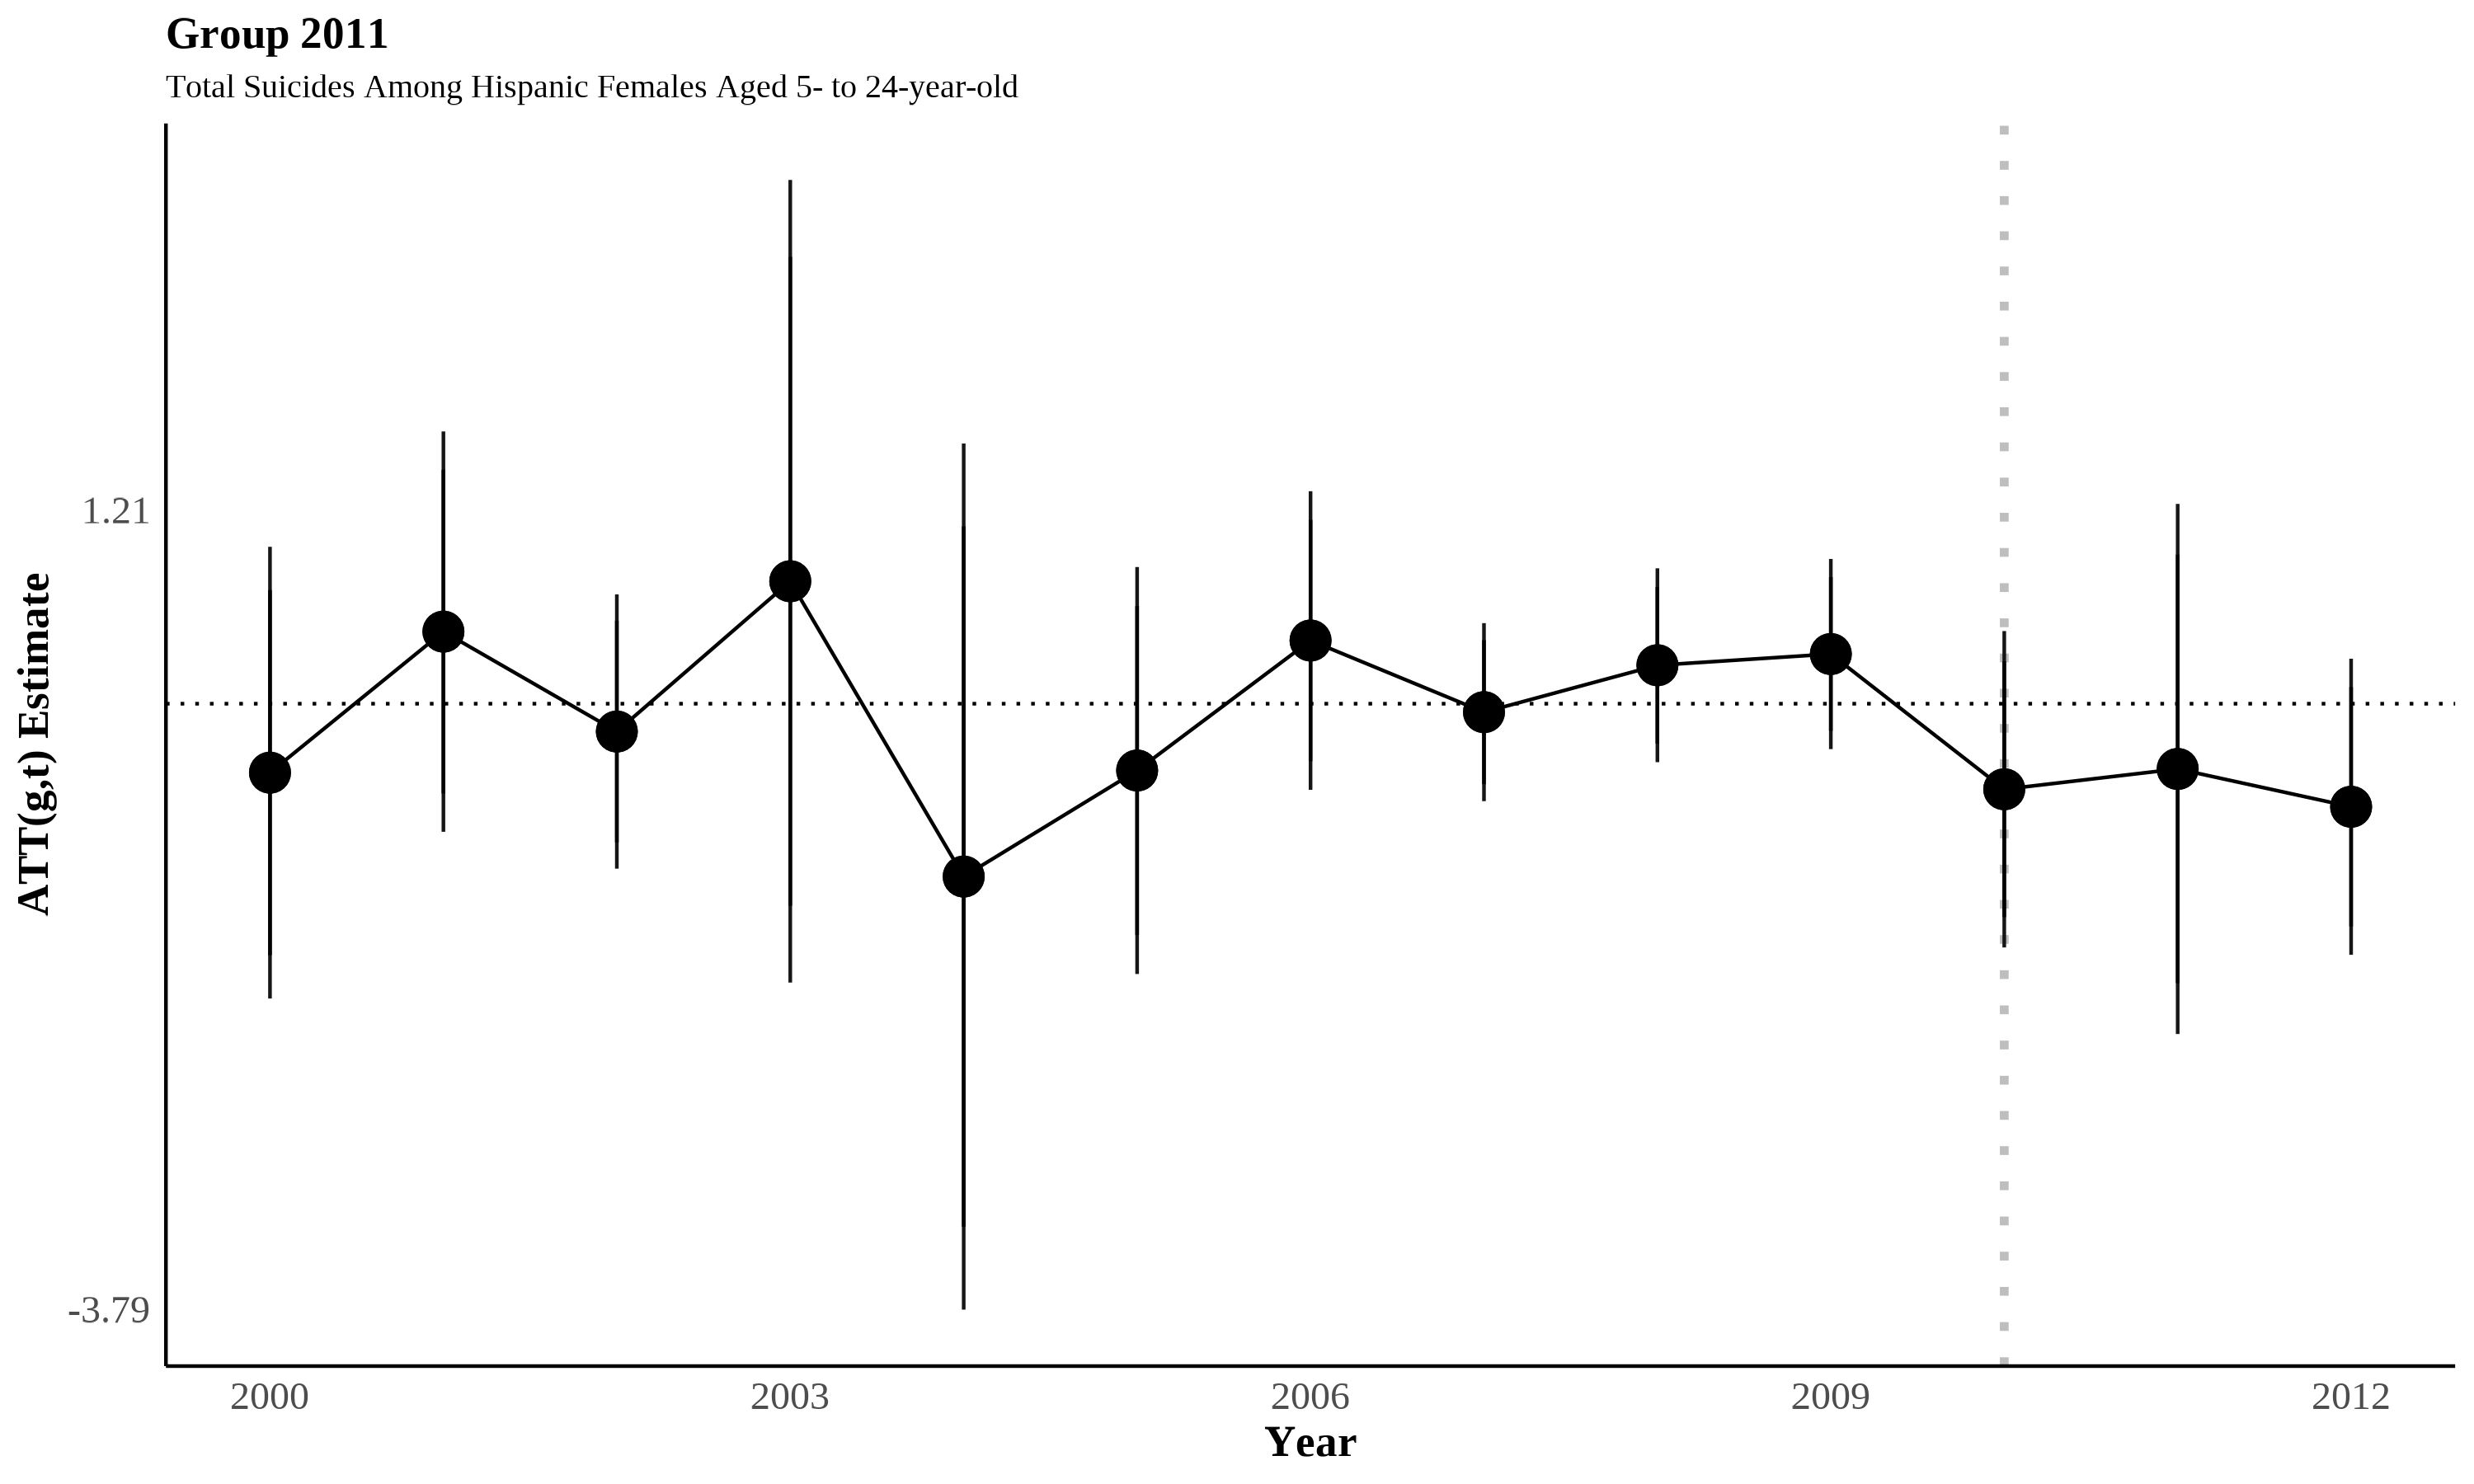 Group 2011
Total Suicides Among Hispanic Females Aged 5- to 24-year-old
ATT(g,t) Estimate
1.21
-3.79
2000 2003 2006 2009 2012
Year